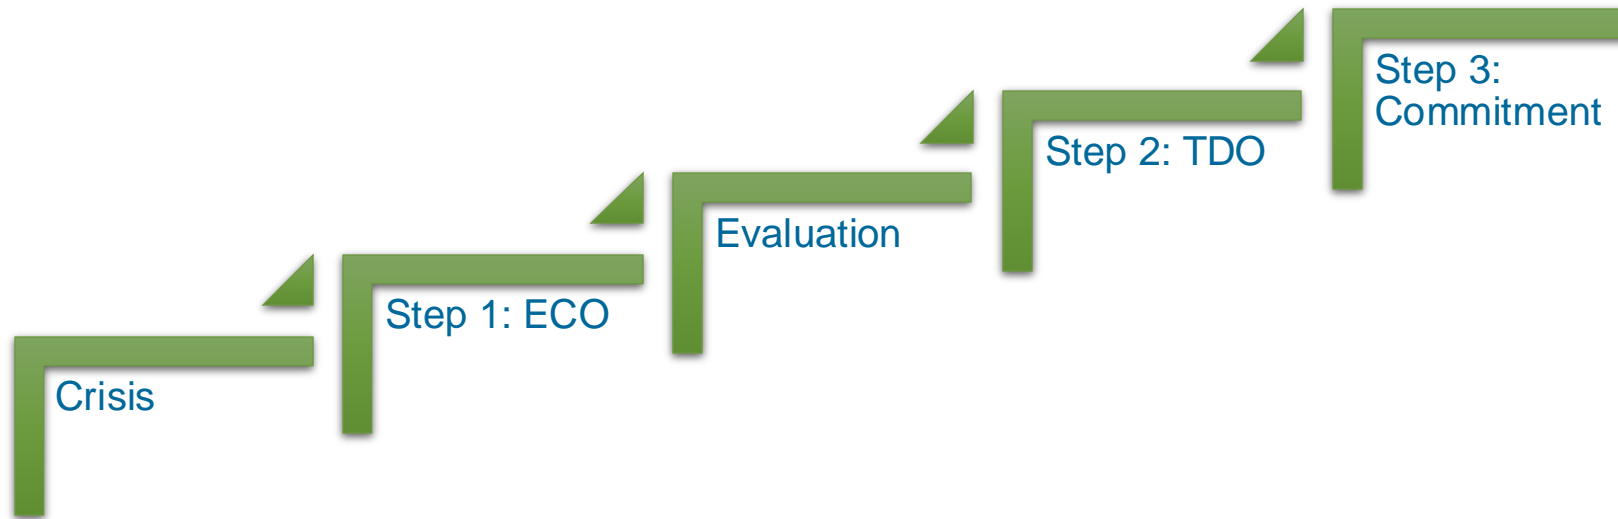 Crisis
Step 1: ECO
Evaluation
Step 2: TDO
Step 3:
Commitment